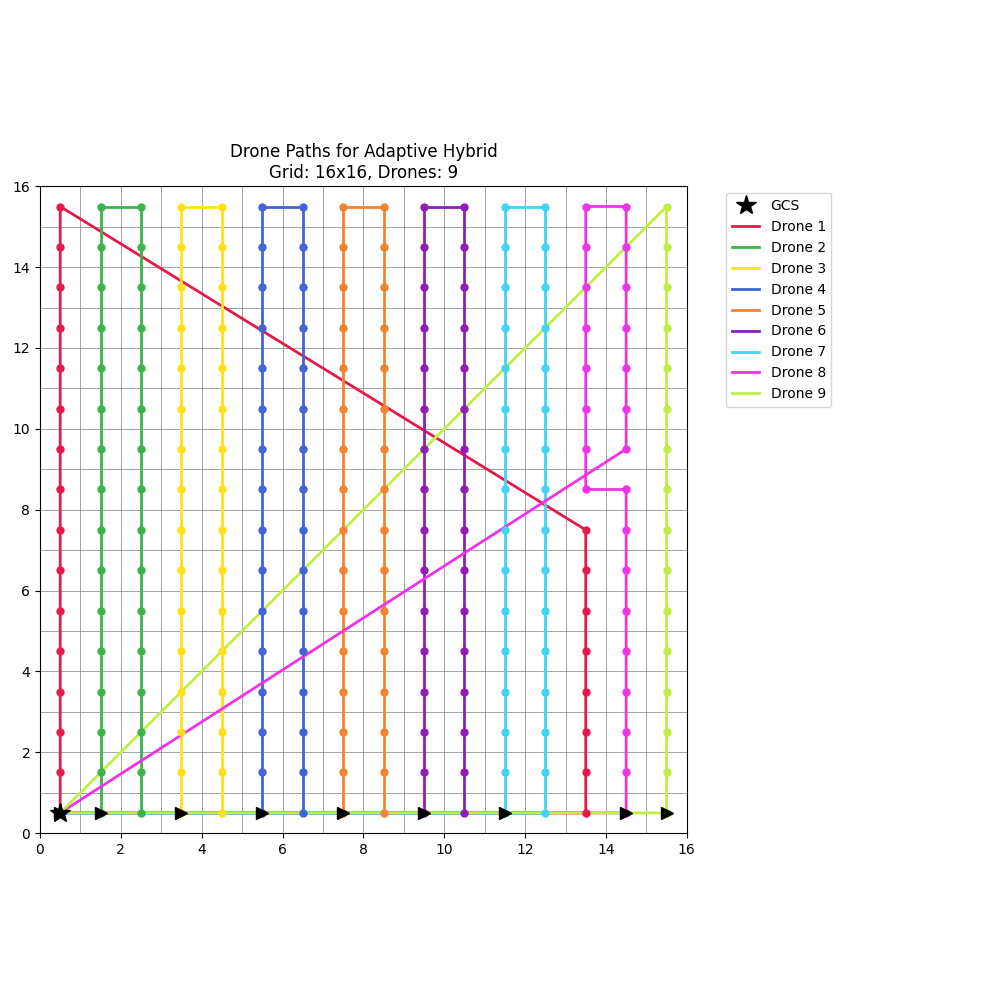 Drone Paths for Adaptive Hybrid
Grid: 16x16, Drones: 9
16
14
12
10
8
6
4
2
0
0 2 4 6 8 10 12 14 16
GCS
Drone 1
Drone 2
Drone 3
Drone 4
Drone 5
Drone 6
Drone 7
Drone 8
Drone 9